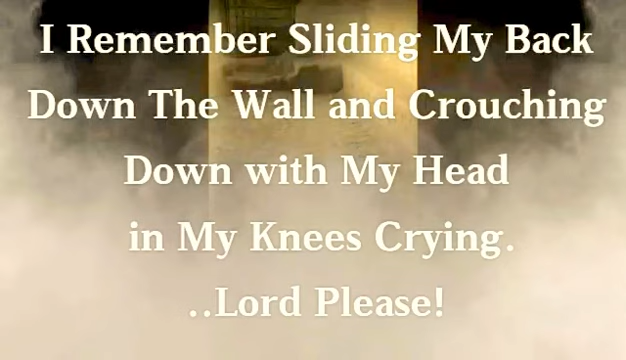 I Remember Sliding My Back
Down The Wall and Crouching
Down with My Head
in My Knees Crying.
..Lord Please!